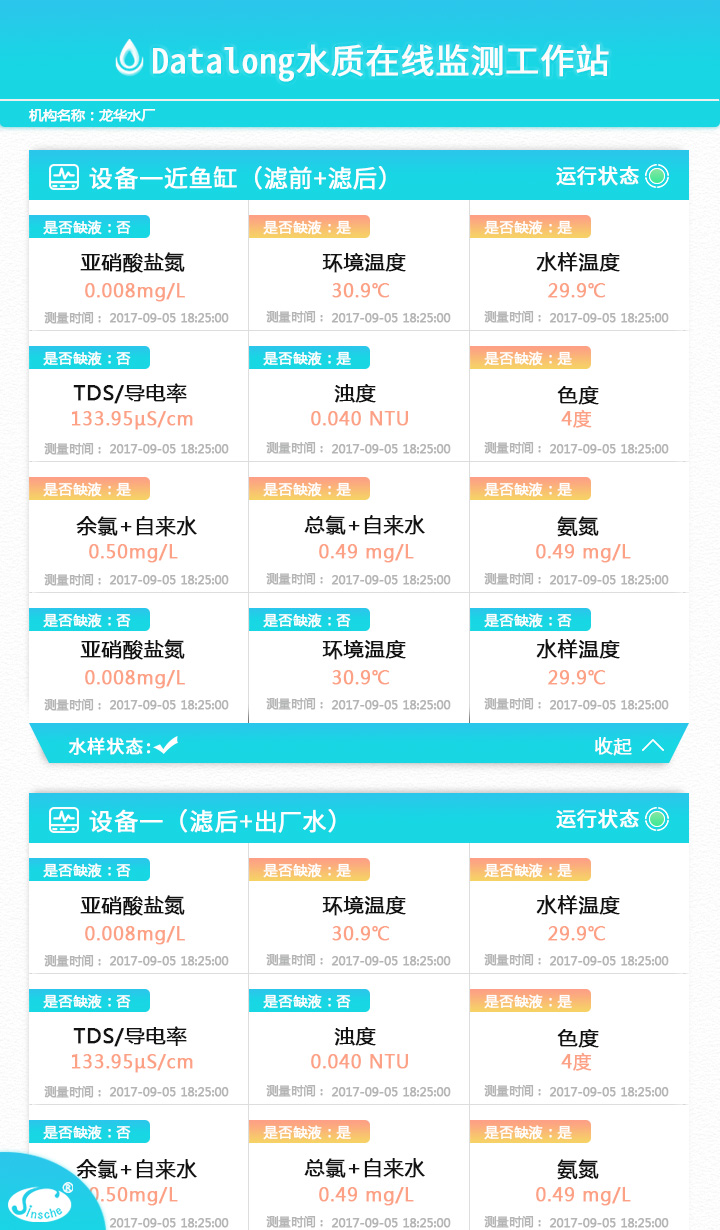 Datalong水质在线监测工作站
机构名称：龙华水厂
设备一近鱼缸（滤前+滤后） 运行状态
是否缺液：否 是否缺液：是 是否缺液：是
亚硝酸盐氮 环境温度 水样温度
0.008mg/L 30.9℃ 29.9℃
测量时间： 2017-09-05 18:25:00 测量时间： 2017-09-05 18:25:00 测量时间： 2017-09-05 18:25:00
是否缺液：否 是否缺液：是 是否缺液：是
TDS/导电率 浊度 色度
133.95μS/cm 0.040 NTU 4度
测量时间： 2017-09-05 18:25:00 测量时间： 2017-09-05 18:25:00 测量时间： 2017-09-05 18:25:00
是否缺液：是 是否缺液：是 是否缺液：是
余氯+自来水 总氯+自来水 氨氮
0.50mg/L 0.49 mg/L 0.49 mg/L
测量时间： 2017-09-05 18:25:00 测量时间： 2017-09-05 18:25:00 测量时间： 2017-09-05 18:25:00
是否缺液：否 是否缺液：否 是否缺液：否
亚硝酸盐氮 环境温度 水样温度
0.008mg/L 30.9℃ 29.9℃
测量时间： 2017-09-05 18:25:00 测量时间： 2017-09-05 18:25:00 测量时间： 2017-09-05 18:25:00
水样状态: 收起
设备一（滤后+出厂水） 运行状态
是否缺液：否 是否缺液：是 是否缺液：是
亚硝酸盐氮 环境温度 水样温度
0.008mg/L 30.9℃ 29.9℃
测量时间： 2017-09-05 18:25:00 测量时间： 2017-09-05 18:25:00 测量时间： 2017-09-05 18:25:00
是否缺液：否 是否缺液：否 是否缺液：是
TDS/导电率 浊度 色度
133.95μS/cm 0.040 NTU 4度
测量时间： 2017-09-05 18:25:00 测量时间： 2017-09-05 18:25:00 测量时间： 2017-09-05 18:25:00
是否缺液：否 是否缺液：是 是否缺液：是
余氯+自来水 总氯+自来水 氨氮
.50mg/L 0.49 mg/L 0.49 mg/L
2017-09-05 18:25:00 测量时间： 2017-09-05 18:25:00 测量时间： 2017-09-05 18:25:00
Sinsche®